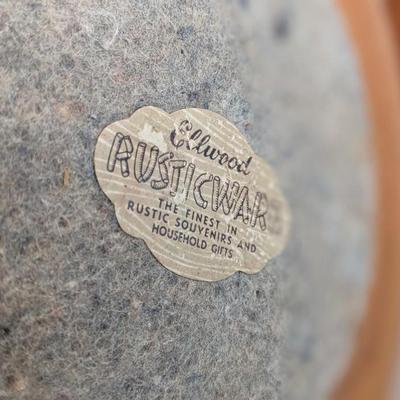 Ellwood
RUSTICWAR
THE FINEST IN
RUSTIC SOUVENIRS AND
HOUSEHOLD GIFTS